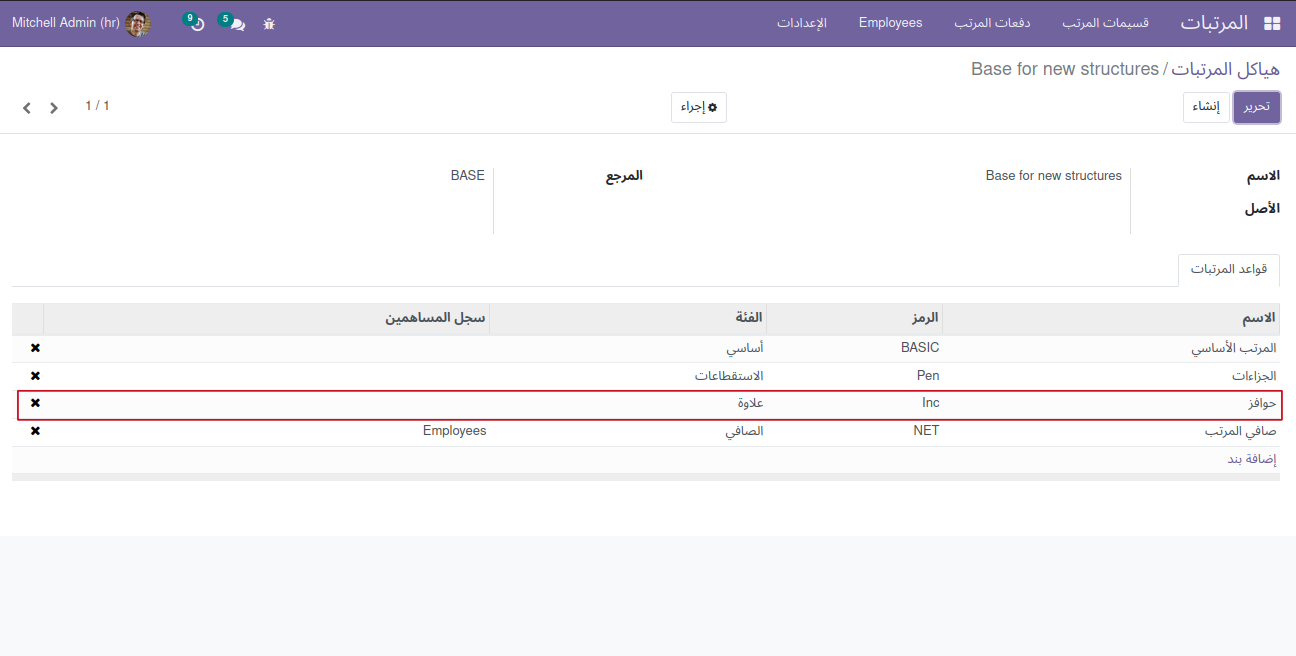 المرتبات قسيمات المرتب دفعات المرتب Employees الإعدادات 5 9 Mitchell Admin (hr)
هياكل المرتبات / Base for new structures
تحرير إنشاء إجراء 1 / 1
الاسم Base for new structures المرجع BASE
الأصل
قواعد المرتبات
الاسم الرمز الفئة سجل المساهمين
المرتب الأساسي BASIC أساسي
الجزاءات Pen الاستقطاعات
حوافز Inc علاوة
صافي المرتب NET الصافي Employees
إضافة بند